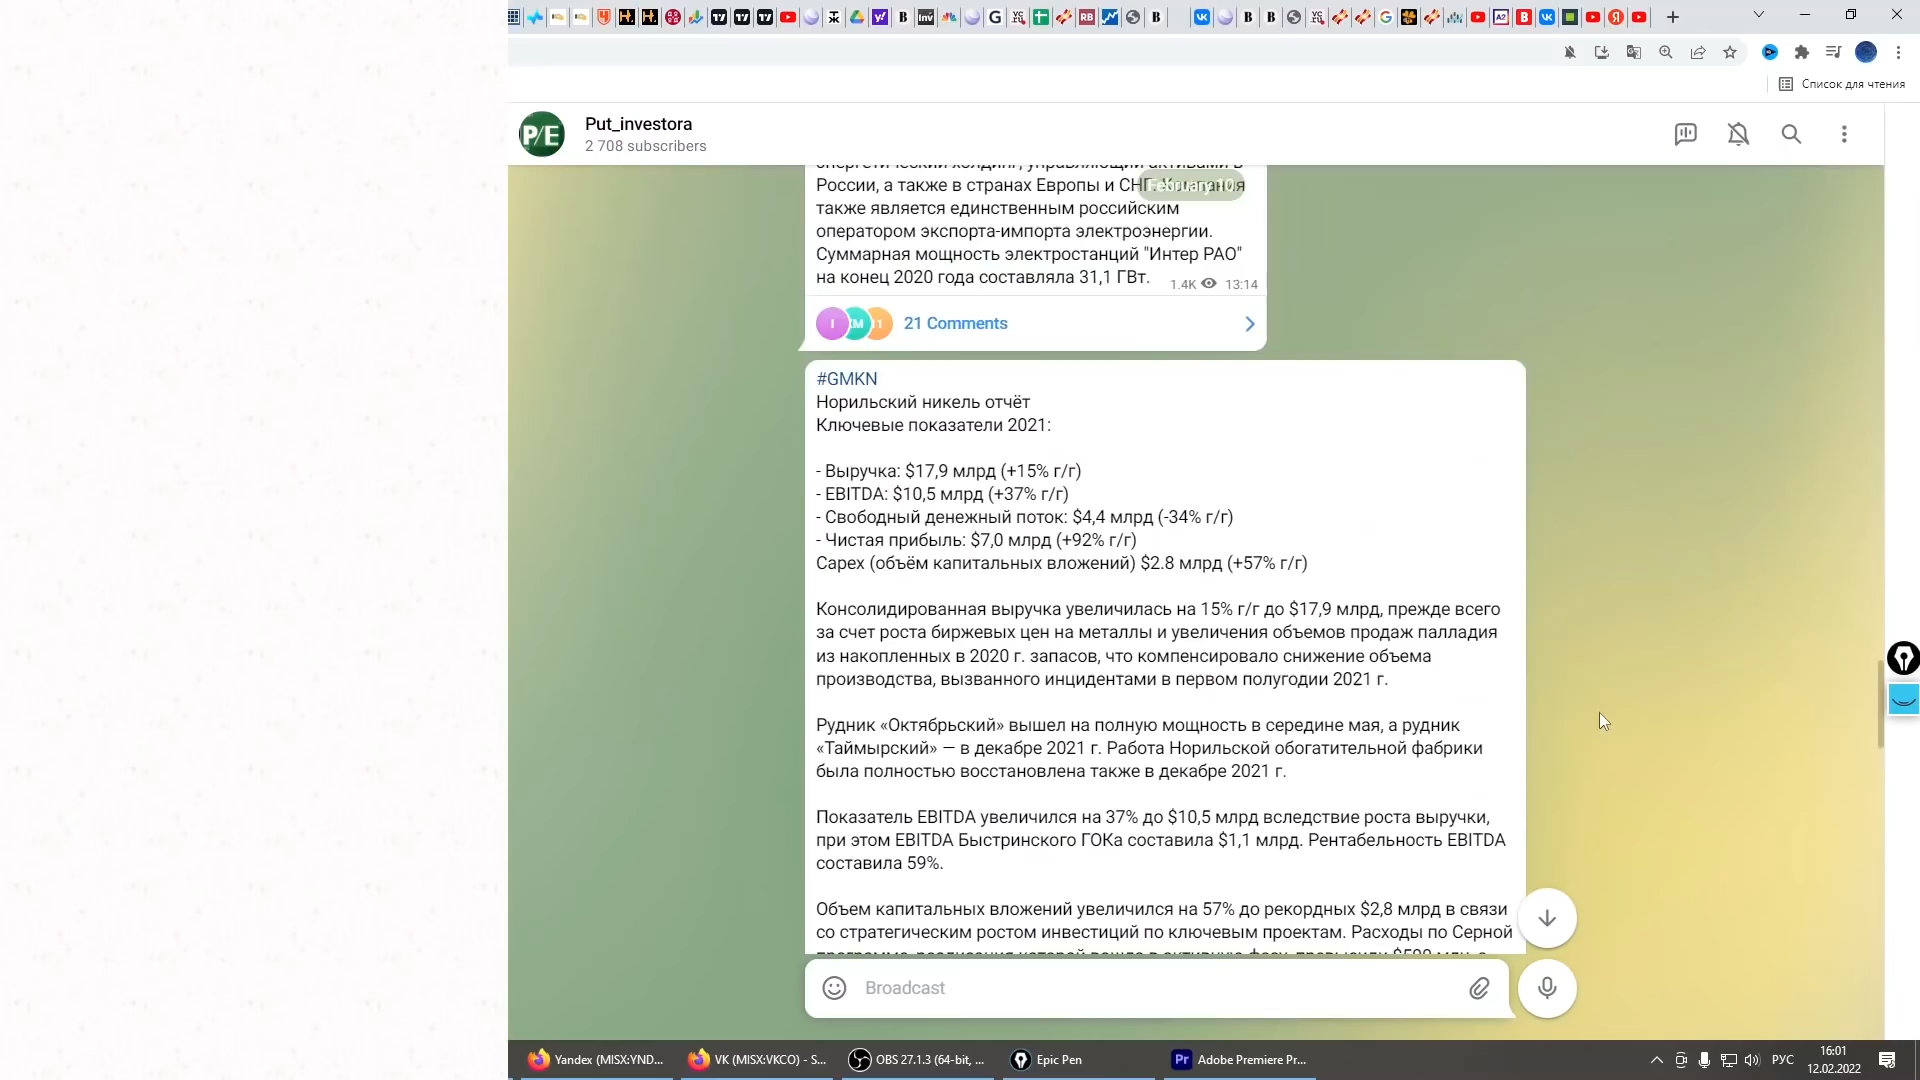 Список для чтения
P/E
Put_investora
2 708 subscribers
February 10
России, а также в странах Европы и СНГ.
также является единственным российским
оператором экспорта-импорта электроэнергии.
Суммарная мощность электростанций "Интер РАО"
на конец 2020 года составляла 31,1 ГВт.
1.4K 13:14
21 Comments
#GMKN
Норильский никель отчёт
Ключевые показатели 2021:
- Выручка: $17,9 млрд (+15% г/г)
- EBITDA: $10,5 млрд (+37% г/г)
- Свободный денежный поток: $4,4 млрд (-34% г/г)
- Чистая прибыль: $7,0 млрд (+92% г/г)
Capex (объём капитальных вложений) $2.8 млрд (+57% г/г)
Консолидированная выручка увеличилась на 15% г/г до $17,9 млрд, прежде всего
за счет роста биржевых цен на металлы и увеличения объемов продаж палладия
из накопленных в 2020 г. запасов, что компенсировало снижение объема
производства, вызванного инцидентами в первом полугодии 2021 г.
Рудник «Октябрьский» вышел на полную мощность в середине мая, а рудник
«Таймырский» — в декабре 2021 г. Работа Норильской обогатительной фабрики
была полностью восстановлена также в декабре 2021 г.
Показатель EBITDA увеличился на 37% до $10,5 млрд вследствие роста выручки,
при этом EBITDA Быстринского ГОКа составила $1,1 млрд. Рентабельность EBITDA
составила 59%.
Объем капитальных вложений увеличился на 57% до рекордных $2,8 млрд в связи
со стратегическим ростом инвестиций по ключевым проектам. Расходы по Серной
Broadcast
Yandex (MISX:YND...
VK (MISX:VKCO) - S...
OBS 27.1.3 (64-bit, ...
Epic Pen
Adobe Premiere Pr...
РУС
16:01
12.02.2022